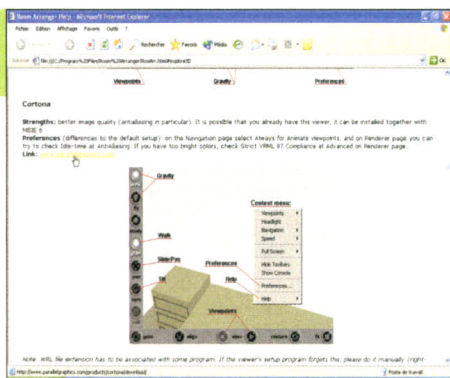 Room Arranger Help - Microsoft Internet Explorer
Fichier Edition Affichage Favoris Outils ?
Rechercher Favoris Média
Viewpoints Gravity Preferences
Cortona
Strengths: better image quality (antialiasing in particular). It is possible that you already have this viewer, it can be installed together with
MSIE 6
Preferences (differences to the default setup): on the Navigation page select Always for Animate viewpoints, and on Renderer page you can
try to check Idle-time at Antialiasing. If you have too bright colors, check Strict VRML 97 Compliance at Advanced on Renderer page.
Link:
Gravity
Context menu:
Viewpoints
Headlight
Navigation
Speed
Full Screen
Hide Toolbars
Show Console
Preferences...
Help
Walk
Slide/Pan
Preferences
Help
Viewpoints
goto align view restore fit
Note: WRL file extension has to be associated with some program. If the viewer's setup program forgets this, please do it manually (right-
http://www.parallelgraphics.com/products/cortona/download/
Poste de travail